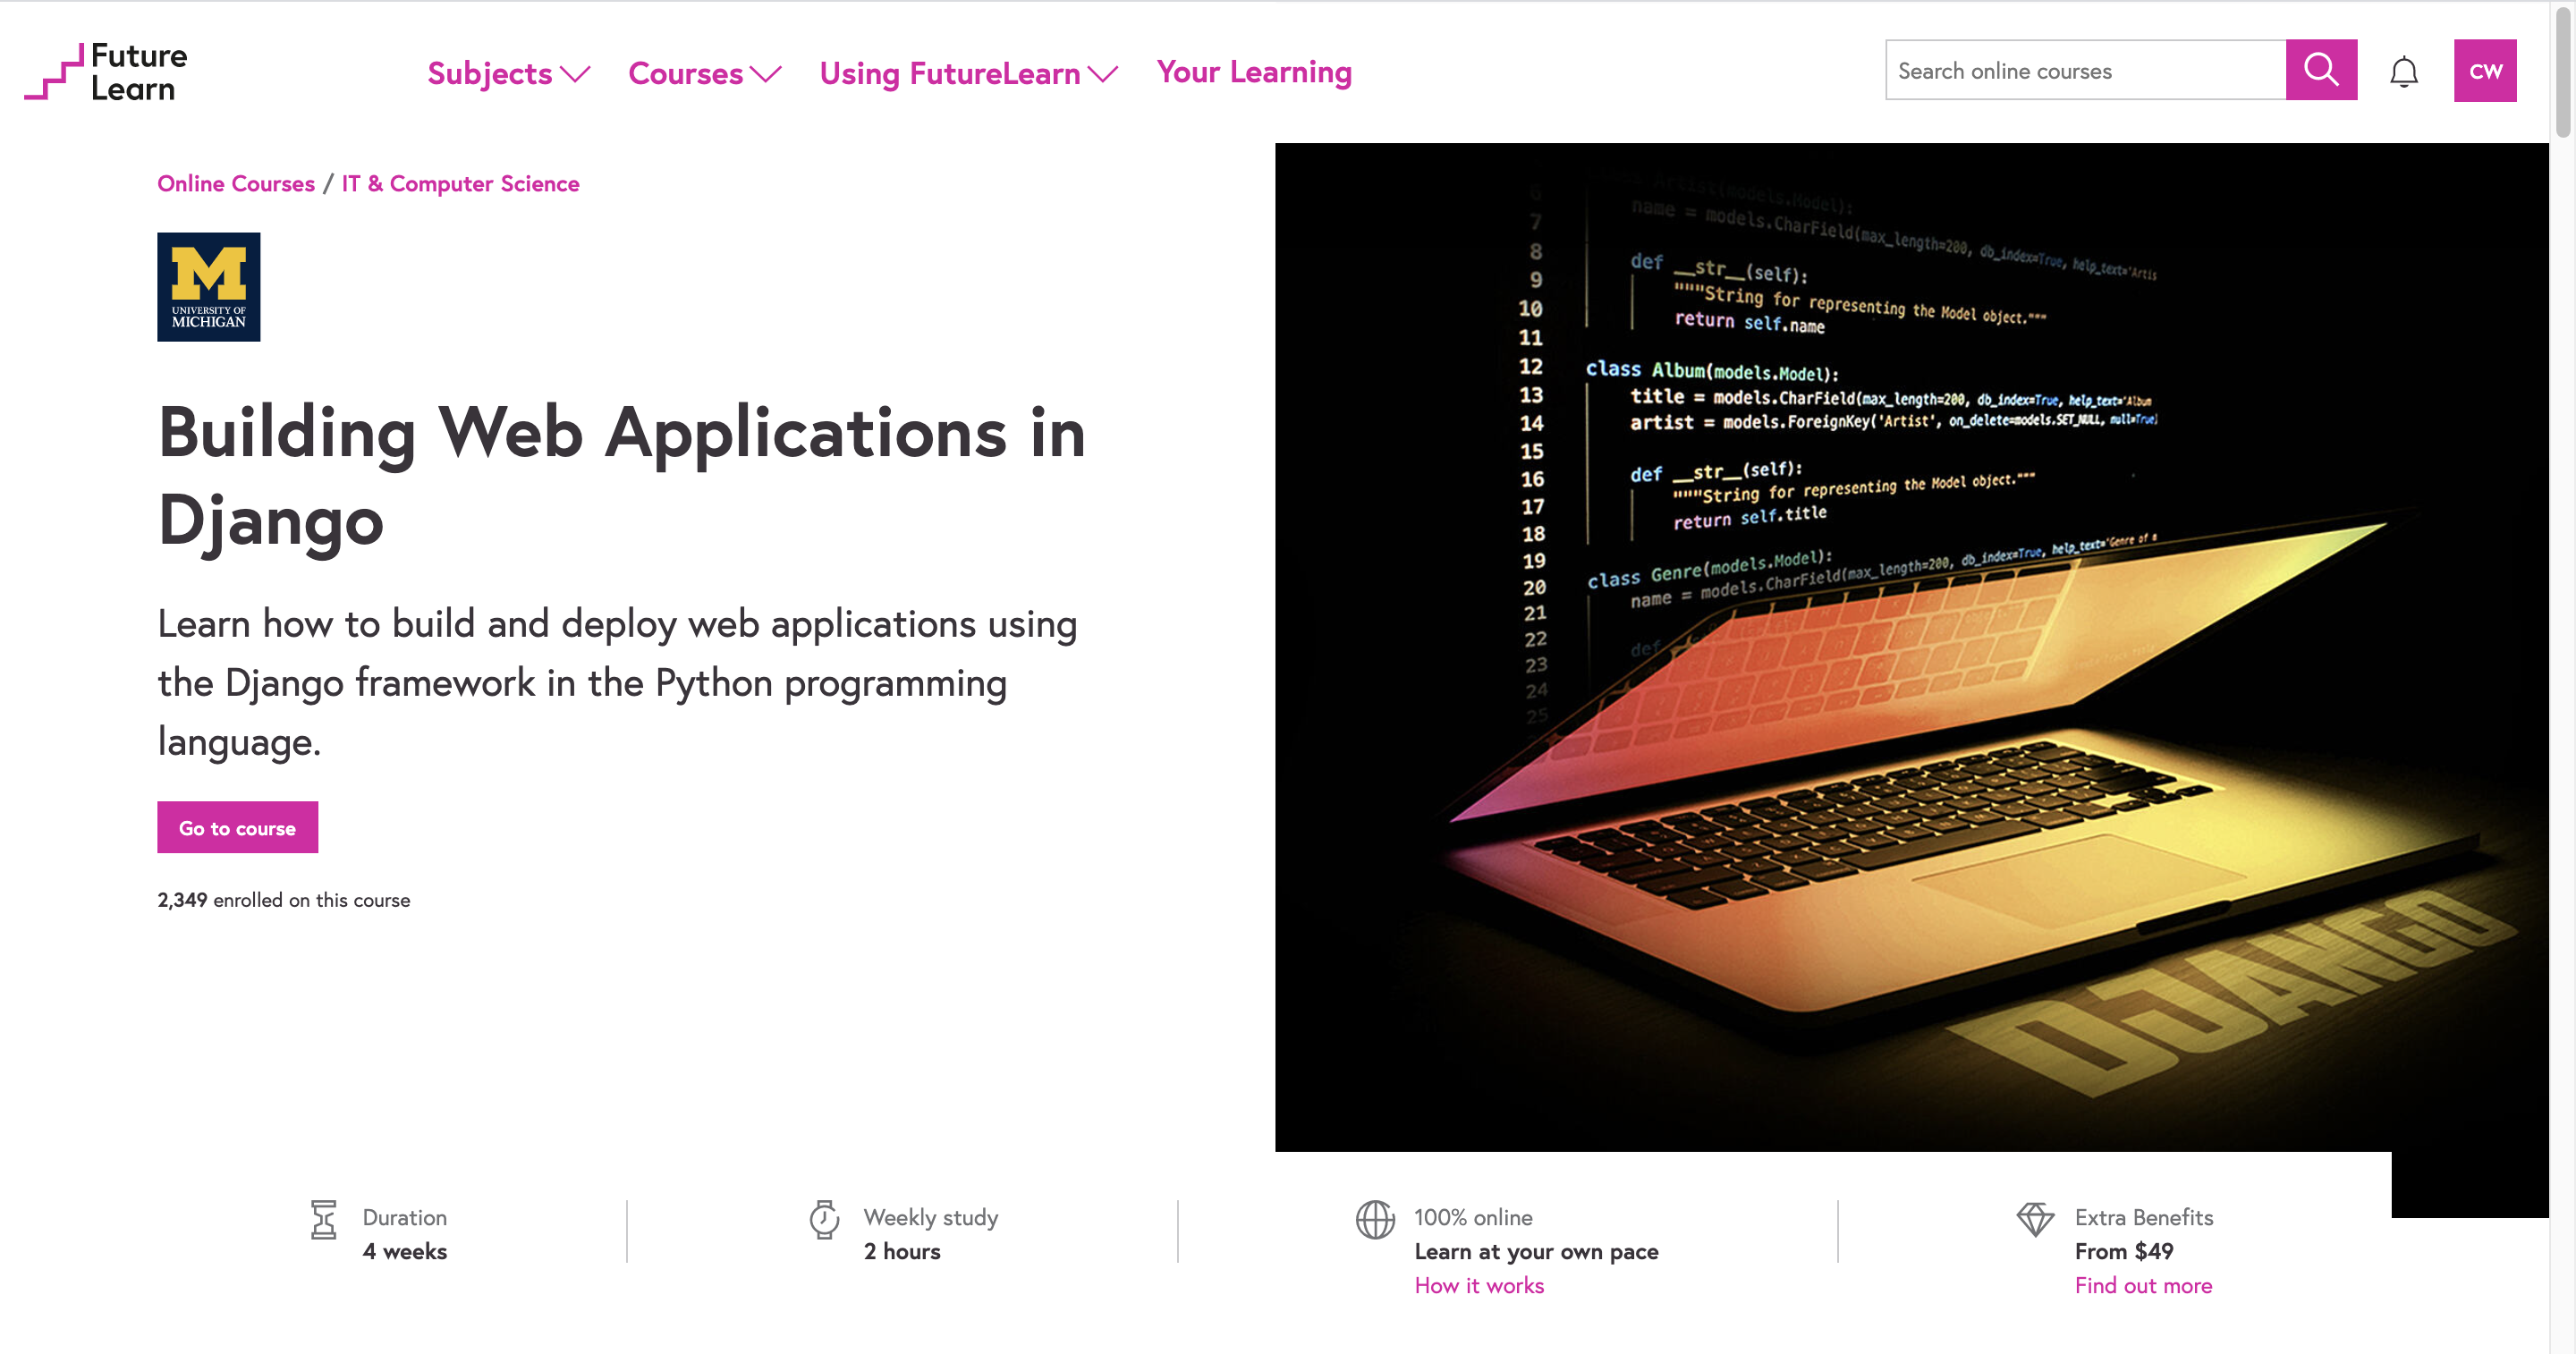 Future
Learn
Subjects
Courses
Using FutureLearn
Your Learning
Search online courses
CW
Online Courses / IT & Computer Science
M
UNIVERSITY OF
MICHIGAN
Building Web Applications in
Django
Learn how to build and deploy web applications using
the Django framework in the Python programming
language.
Go to course
2,349 enrolled on this course
6 class Artist(models.Model):
7 name = models.CharField(max_length=200, db_index=True, help_text='Artis
8
9 def __str__(self):
10 """String for representing the Model object."""
11 return self.name
12 class Album(models.Model):
13 title = models.CharField(max_length=200, db_index=True, help_text='Album
14 artist = models.ForeignKey('Artist', on_delete=models.SET_NULL, null=True)
15
16 def __str__(self):
17 """String for representing the Model object."""
18 return self.title
19
20 class Genre(models.Model):
21 name = models.CharField(max_length=200, db_index=True, help_text='Genre of a
22
23 def
24
25
DJANGO
Duration
4 weeks
Weekly study
2 hours
100% online
Learn at your own pace
How it works
Extra Benefits
From $49
Find out more